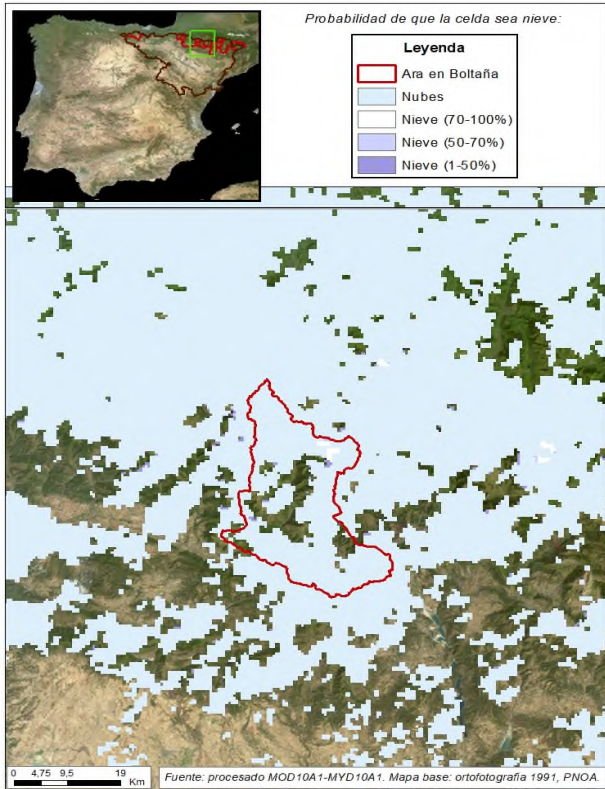 Probabilidad de que la celda sea nieve:
Leyenda
Ara en Boltaña
Nubes
Nieve (70-100%)
Nieve (50-70%)
Nieve (1-50%)
0 4,75 9,5 19
Km
Fuente: procesado MOD10A1-MYD10A1. Mapa base: ortofotografía 1991, PNOA.